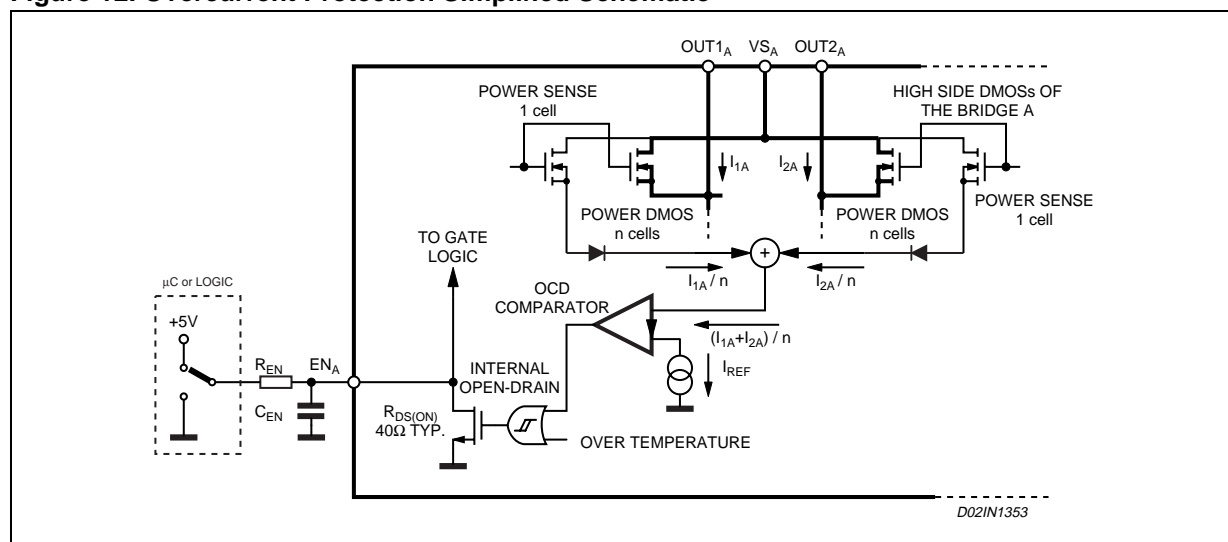 Figure 12. Overcurrent Protection Simplified Schematic
OUT1A VSA OUT2A
POWER SENSE
1 cell
HIGH SIDE DMOSs OF
THE BRIDGE A
I1A I2A
POWER SENSE
1 cell
POWER DMOS
n cells
POWER DMOS
n cells
TO GATE
LOGIC
+
I1A / n I2A / n
OCD
COMPARATOR
(I1A+I2A) / n
IREF
μC or LOGIC
+5V
REN ENA
CEN
INTERNAL
OPEN-DRAIN
RDS(ON)
40Ω TYP.
OVER TEMPERATURE
D02IN1353